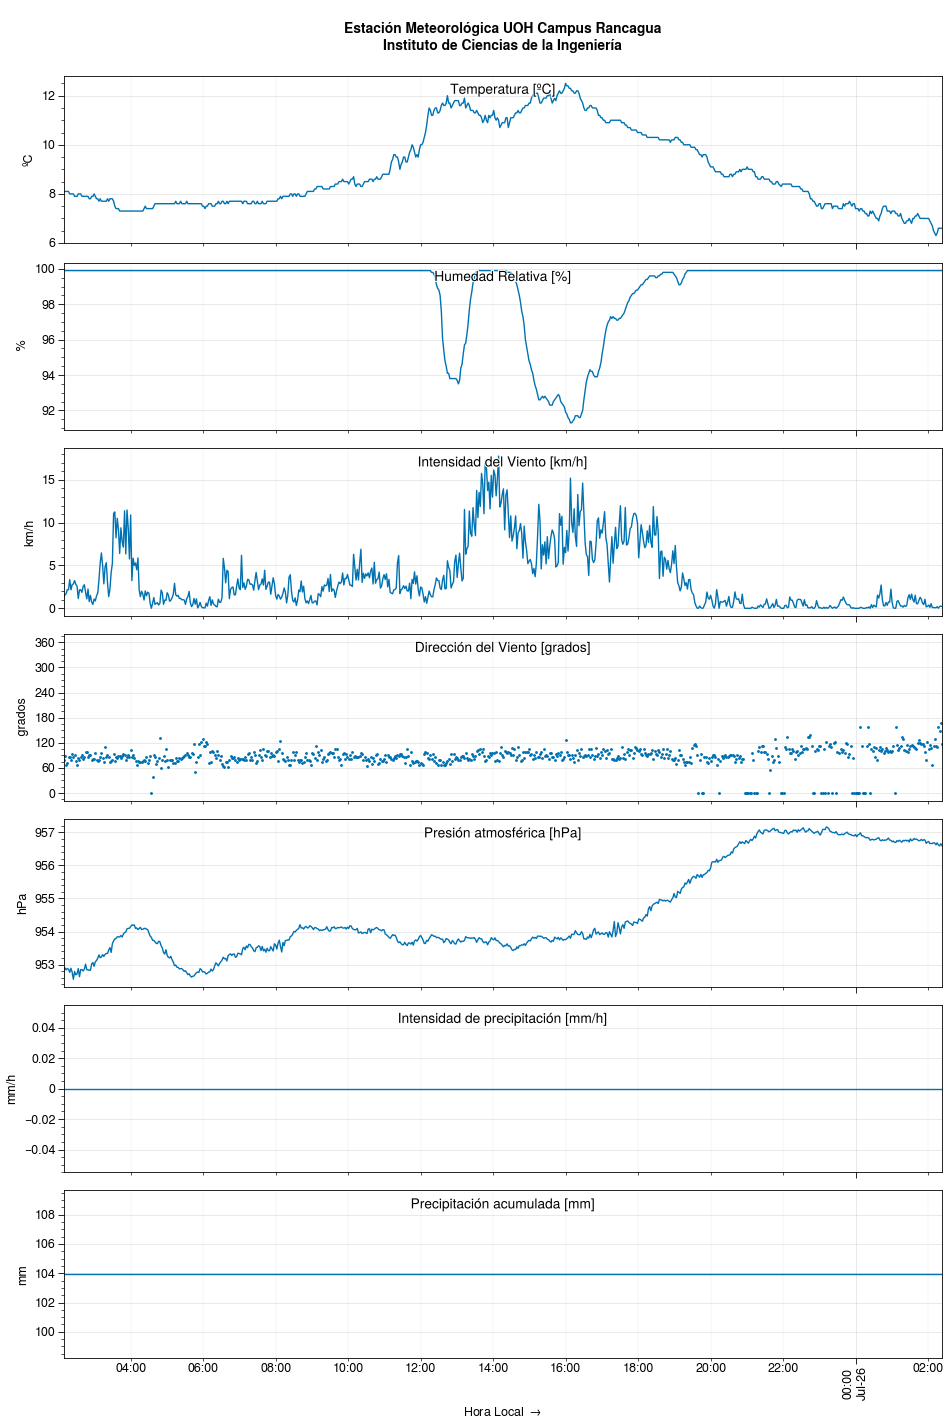 Estación Meteorológica UOH Campus Rancagua
Instituto de Ciencias de la Ingeniería
Temperatura [ºC]
ºC
12
10
8
6
Humedad Relativa [%]
%
100
98
96
94
92
Intensidad del Viento [km/h]
km/h
15
10
5
0
Dirección del Viento [grados]
grados
360
300
240
180
120
60
0
Presión atmosférica [hPa]
hPa
957
956
955
954
953
Intensidad de precipitación [mm/h]
mm/h
0.04
0.02
0
−0.02
−0.04
Precipitación acumulada [mm]
mm
108
106
104
102
100
04:00 06:00 08:00 10:00 12:00 14:00 16:00 18:00 20:00 22:00 00:00 02:00
Jul-26
Hora Local →